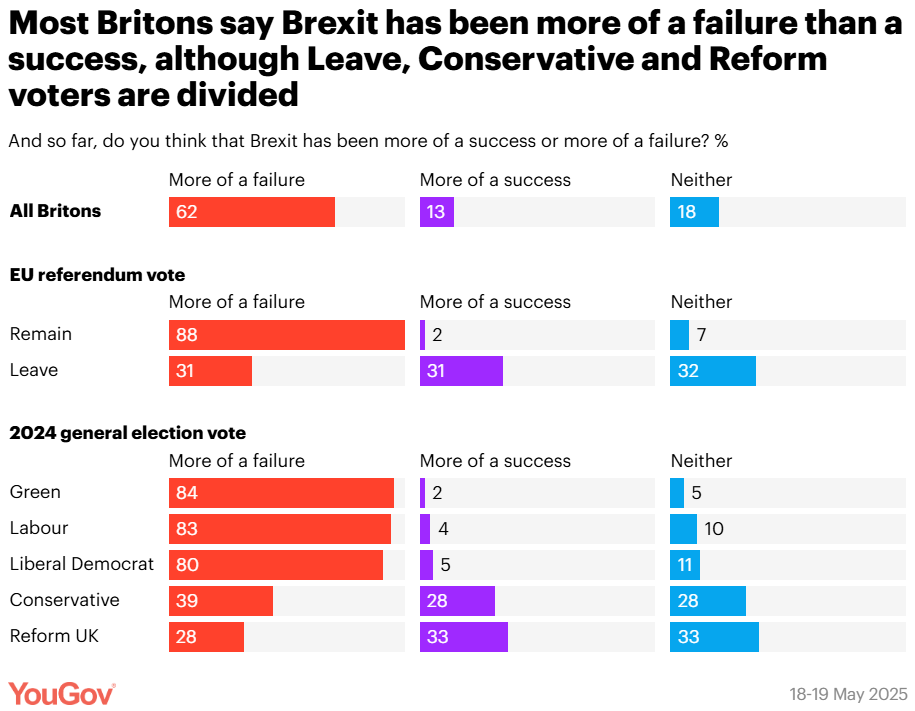 Most Britons say Brexit has been more of a failure than a
success, although Leave, Conservative and Reform
voters are divided
And so far, do you think that Brexit has been more of a success or more of a failure? %
More of a failure More of a success Neither
All Britons 62 13 18
EU referendum vote
More of a failure More of a success Neither
Remain 88 2 7
Leave 31 31 32
2024 general election vote
More of a failure More of a success Neither
Green 84 2 5
Labour 83 4 10
Liberal Democrat 80 5 11
Conservative 39 28 28
Reform UK 28 33 33
YouGov® 18-19 May 2025